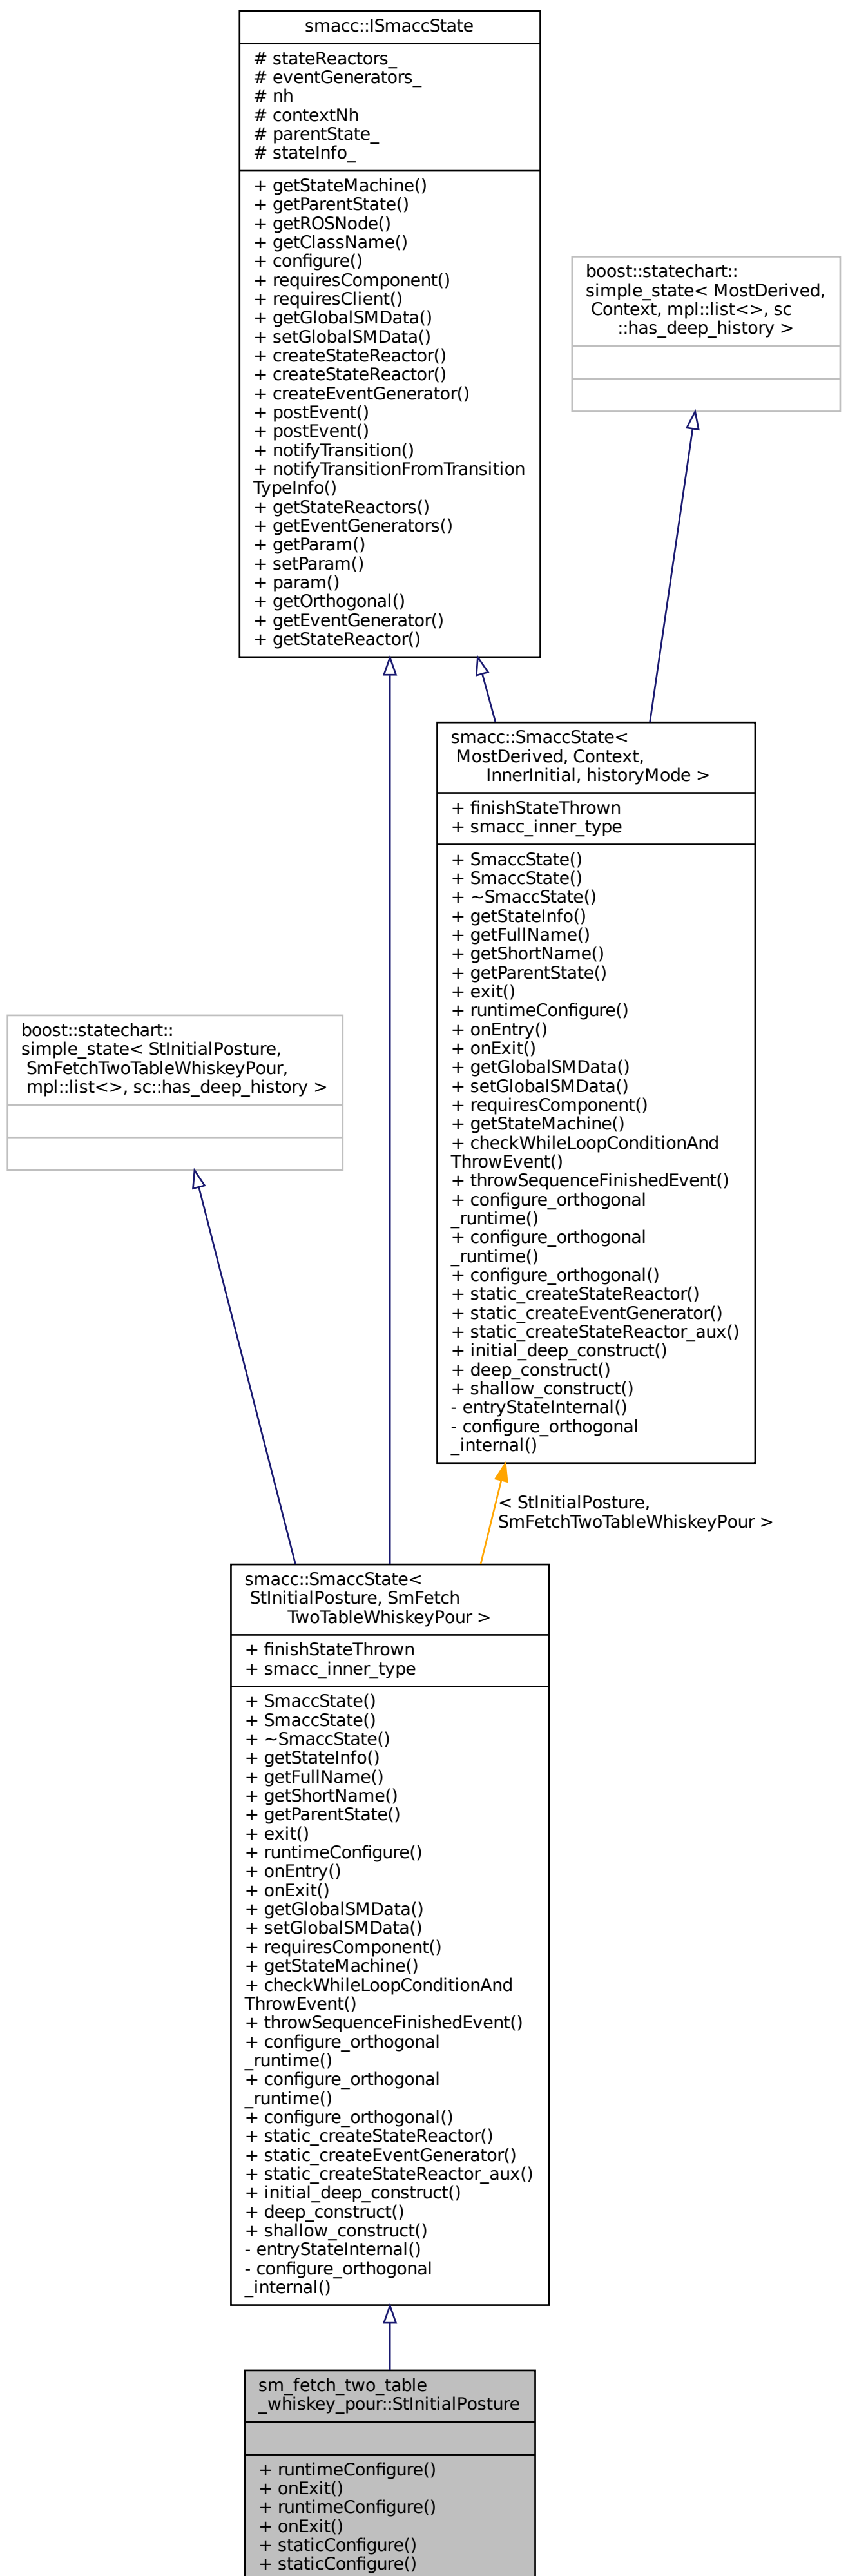 smacc::ISmaccState
# stateReactors_
# eventGenerators_
# nh
# contextNh
# parentState_
# stateInfo_
+ getStateMachine()
+ getParentState()
+ getROSNode()
+ getClassName()
+ configure()
+ requiresComponent()
+ requiresClient()
+ getGlobalSMData()
+ setGlobalSMData()
+ createStateReactor()
+ createStateReactor()
+ createEventGenerator()
+ postEvent()
+ postEvent()
+ notifyTransition()
+ notifyTransitionFromTransition
TypeInfo()
+ getStateReactors()
+ getEventGenerators()
+ getParam()
+ setParam()
+ param()
+ getOrthogonal()
+ getEventGenerator()
+ getStateReactor()
boost::statechart::
simple_state< MostDerived,
Context, mpl::list<>, sc
::has_deep_history >
smacc::SmaccState<
MostDerived, Context,
InnerInitial, historyMode >
+ finishStateThrown
+ smacc_inner_type
+ SmaccState()
+ SmaccState()
+ ~SmaccState()
+ getStateInfo()
+ getFullName()
+ getShortName()
+ getParentState()
+ exit()
+ runtimeConfigure()
+ onEntry()
+ onExit()
+ getGlobalSMData()
+ setGlobalSMData()
+ requiresComponent()
+ getStateMachine()
+ checkWhileLoopConditionAnd
ThrowEvent()
+ throwSequenceFinishedEvent()
+ configure_orthogonal
_runtime()
+ configure_orthogonal
_runtime()
+ configure_orthogonal()
+ static_createStateReactor()
+ static_createEventGenerator()
+ static_createStateReactor_aux()
+ initial_deep_construct()
+ deep_construct()
+ shallow_construct()
- entryStateInternal()
- configure_orthogonal
_internal()
boost::statechart::
simple_state< StInitialPosture,
SmFetchTwoTableWhiskeyPour,
mpl::list<>, sc::has_deep_history >
< StInitialPosture,
SmFetchTwoTableWhiskeyPour >
smacc::SmaccState<
StInitialPosture, SmFetch
TwoTableWhiskeyPour >
+ finishStateThrown
+ smacc_inner_type
+ SmaccState()
+ SmaccState()
+ ~SmaccState()
+ getStateInfo()
+ getFullName()
+ getShortName()
+ getParentState()
+ exit()
+ runtimeConfigure()
+ onEntry()
+ onExit()
+ getGlobalSMData()
+ setGlobalSMData()
+ requiresComponent()
+ getStateMachine()
+ checkWhileLoopConditionAnd
ThrowEvent()
+ throwSequenceFinishedEvent()
+ configure_orthogonal
_runtime()
+ configure_orthogonal
_runtime()
+ configure_orthogonal()
+ static_createStateReactor()
+ static_createEventGenerator()
+ static_createStateReactor_aux()
+ initial_deep_construct()
+ deep_construct()
+ shallow_construct()
- entryStateInternal()
- configure_orthogonal
_internal()
sm_fetch_two_table
_whiskey_pour::StInitialPosture
+ runtimeConfigure()
+ onExit()
+ runtimeConfigure()
+ onExit()
+ staticConfigure()
+ staticConfigure()